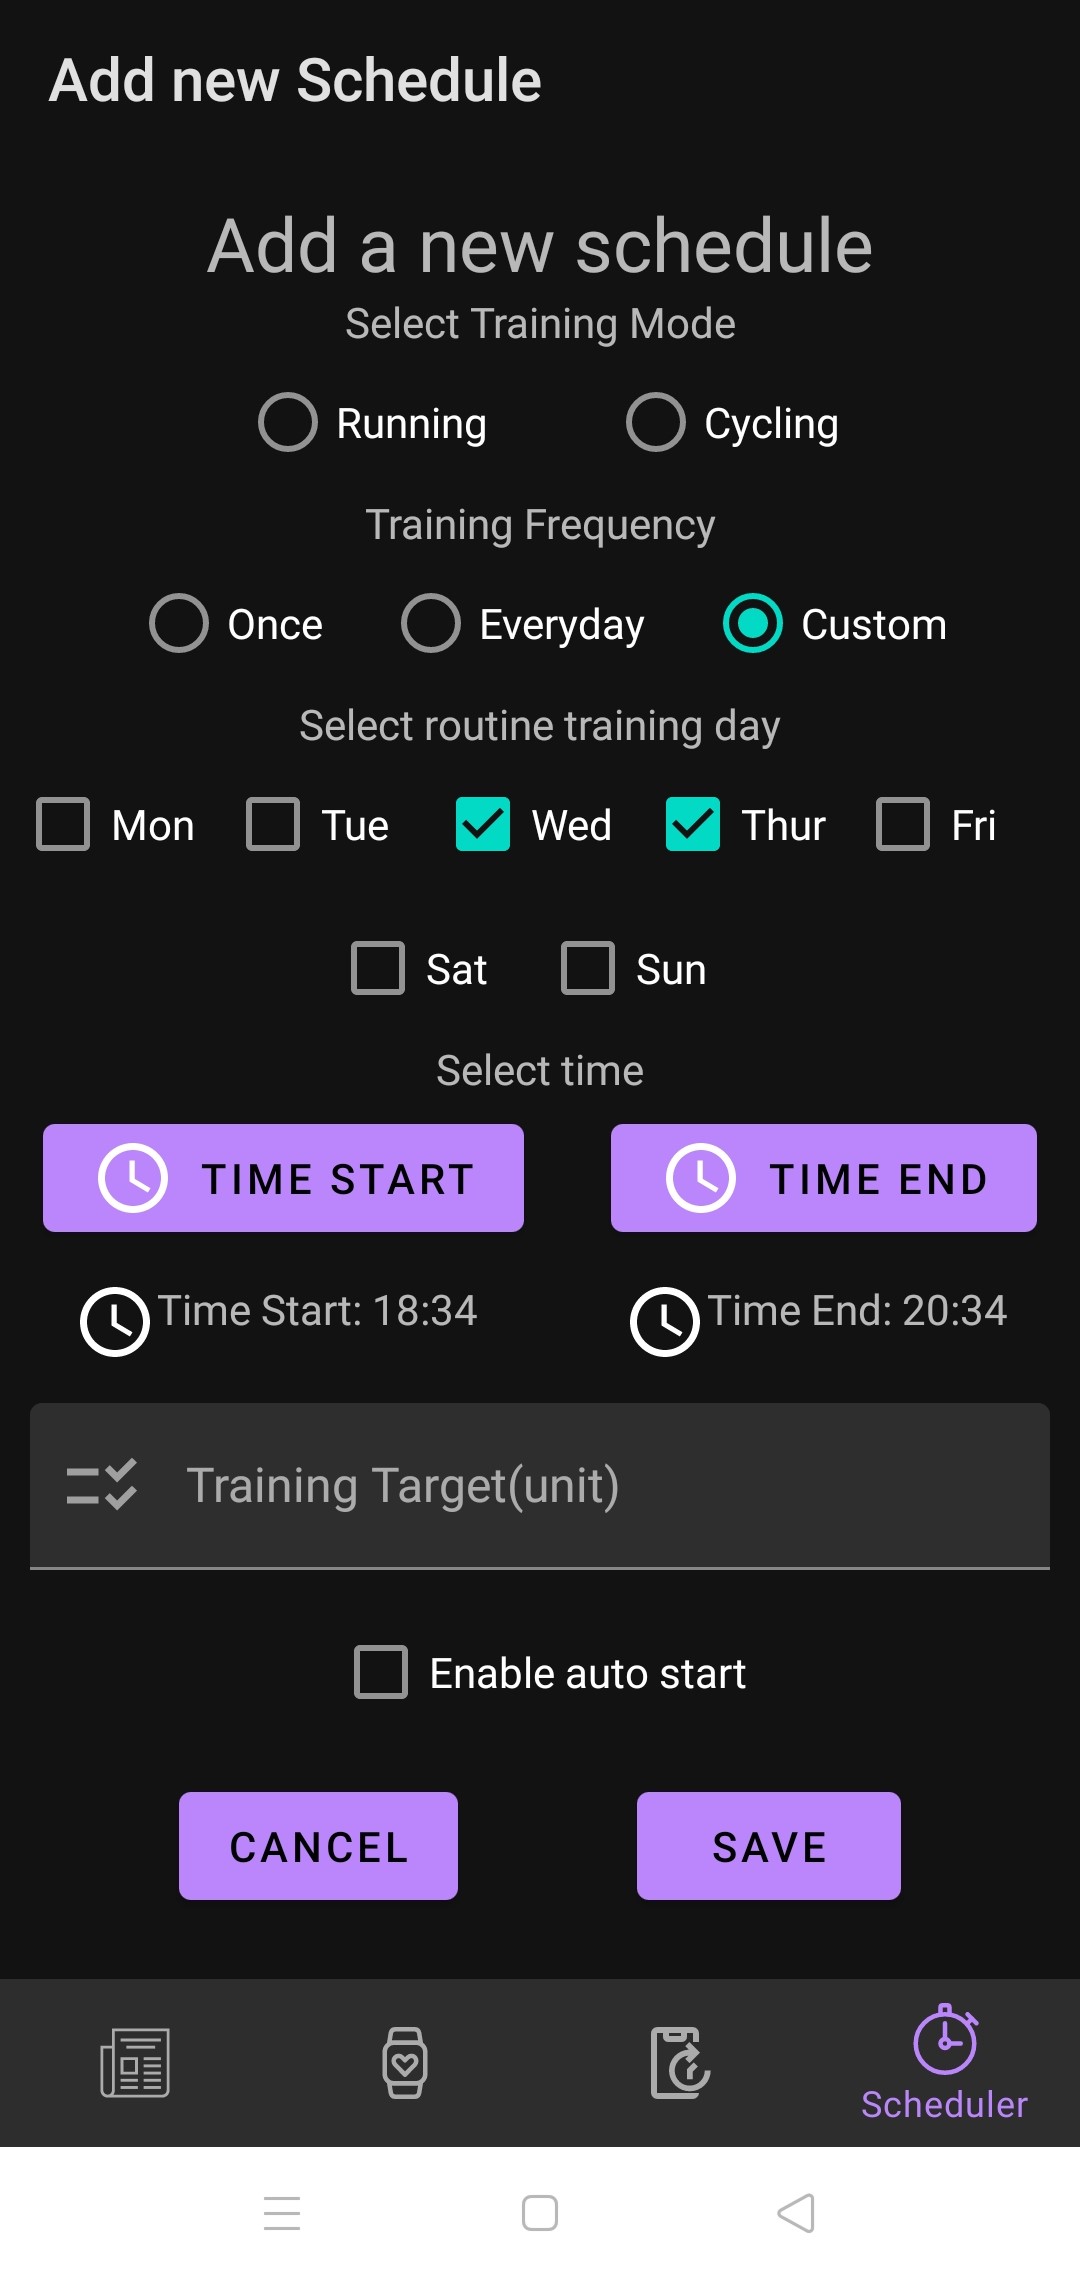 Add new Schedule
Add a new schedule
Select Training Mode
Running Cycling
Training Frequency
Once Everyday Custom
Select routine training day
Mon Tue Wed Thur Fri
Sat Sun
Select time
TIME START TIME END
Time Start: 18:34 Time End: 20:34
Training Target(unit)
Enable auto start
CANCEL SAVE
Scheduler